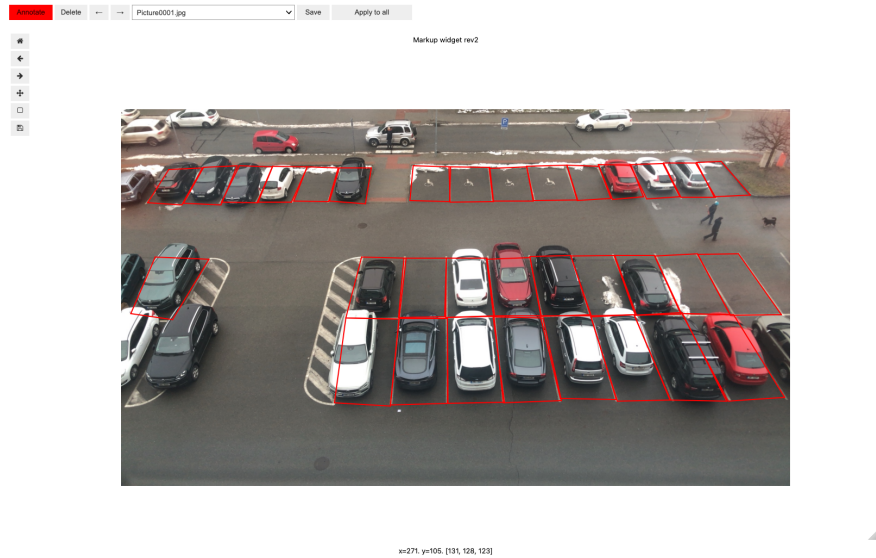 Annotate Delete ← → Picture0001.jpg Save Apply to all
Markup widget rev2
x=271. y=105. [131, 128, 123]